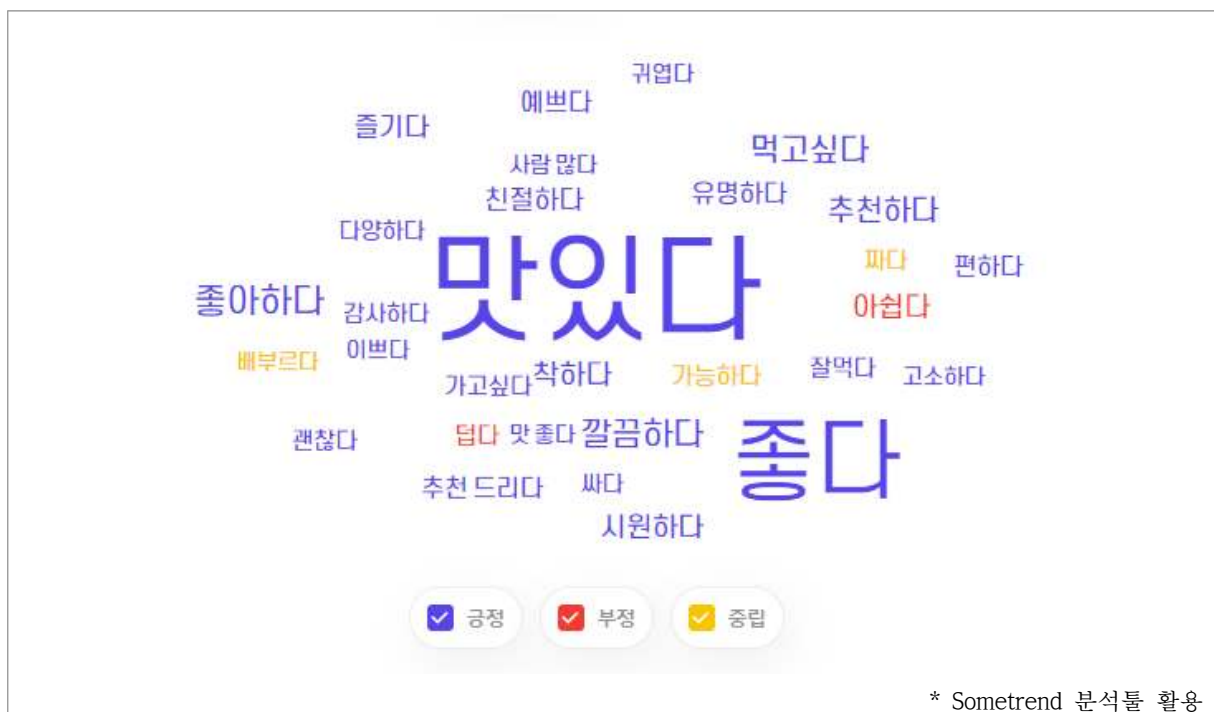 귀엽다
예쁘다
즐기다
먹고싶다
사람 많다
유명하다
친절하다
추천하다
다양하다
맛있다
짜다
편하다
좋아하다
감사하다
아쉽다
이쁘다
배부르다
가고싶다
착하다
가능하다
잘먹다
고소하다
괜찮다
덥다
맛 좋다
깔끔하다
좋다
추천 드리다
싸다
시원하다
긍정 부정 중립
* Sometrend 분석툴 활용